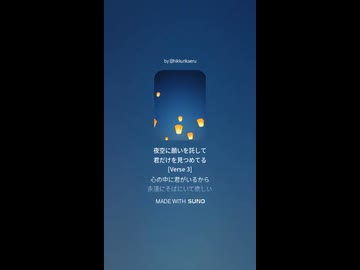 by @hikkozkaeru
夜空に願いを託して
君だけを見つめてる
[Verse 3]
心の中に君がいるから
永遠にそばにいて欲しい
MADE WITH SUNO